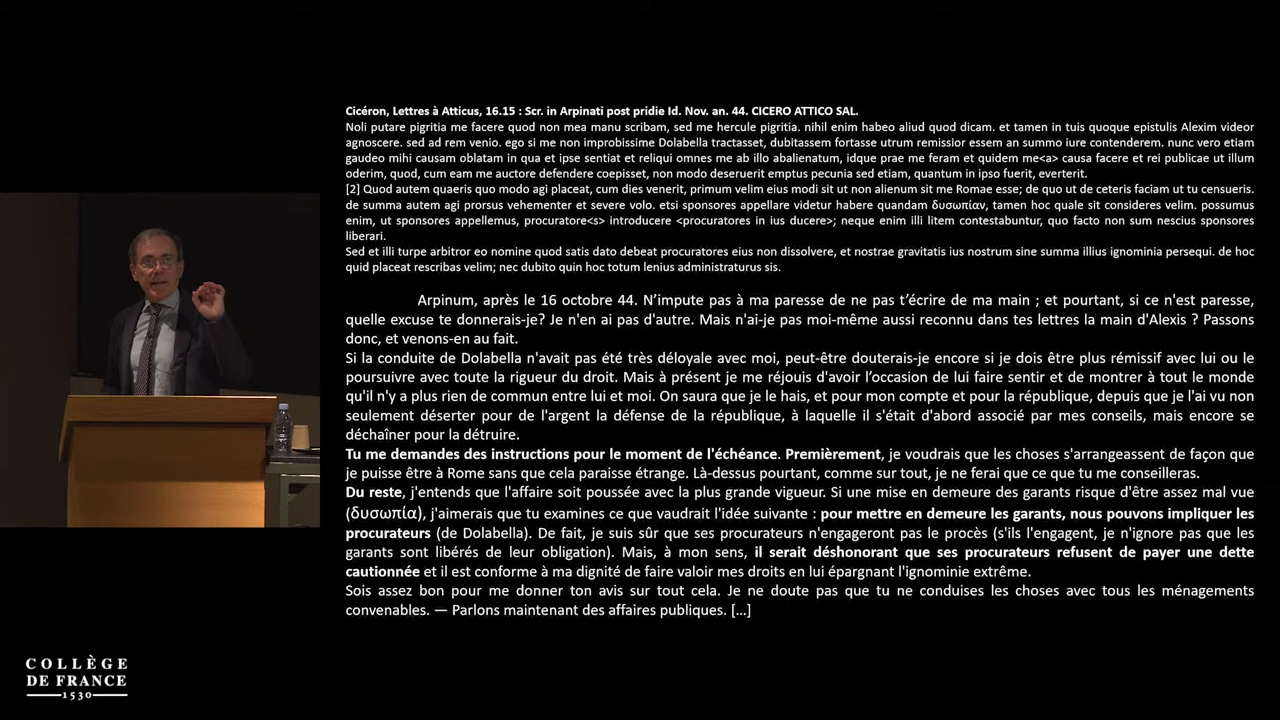 Cicéron, Lettres à Atticus, 16.15 : Scr. in Arpinati post pridie Id. Nov. an. 44. CICERO ATTICO SAL.
Noli putare pigritia me facere quod non mea manu scribam, sed me hercule pigritia. nihil enim habeo aliud quod dicam. et tamen in tuis quoque epistulis Alexim videor
agnoscere. sed ad rem venio. ego si me non improbissime Dolabella tractasset, dubitassem fortasse utrum remissior essem an summo iure contenderem. nunc vero etiam
gaudeo mihi causam oblatam in qua et ipse sentiat et reliqui omnes me ab illo abalienatum, idque prae me feram et quidem me<a> causa facere et rei publicae ut illum
oderim, quod, cum eam me auctore defendere coepisset, non modo deseruerit emptus pecunia sed etiam, quantum in ipso fuerit, everterit.
[2] Quod autem quaeris quo modo agi placeat, cum dies venerit, primum velim eius modi sit ut non alienum sit me Romae esse; de quo ut de ceteris faciam ut tu censueris.
de summa autem agi prorsus vehementer et severe volo. etsi sponsores appellare videtur habere quandam δυσωπίαν, tamen hoc quale sit consideres velim. possumus
enim, ut sponsores appellemus, procuratore<s> introducere <procuratores in ius ducere>; neque enim illi litem contestabuntur, quo facto non sum nescius sponsores
liberari.
Sed et illi turpe arbitror eo nomine quod satis dato debeat procuratores eius non dissolvere, et nostrae gravitatis ius nostrum sine summa illius ignominia persequi. de hoc
quid placeat rescribas velim; nec dubito quin hoc totum lenius administraturus sis.
Arpinum, après le 16 octobre 44. N'impute pas à ma paresse de ne pas t'écrire de ma main ; et pourtant, si ce n'est paresse,
quelle excuse te donnerais-je? Je n'en ai pas d'autre. Mais n'ai-je pas moi-même aussi reconnu dans tes lettres la main d'Alexis ? Passons
donc, et venons-en au fait.
Si la conduite de Dolabella n'avait pas été très déloyale avec moi, peut-être douterais-je encore si je dois être plus rémissif avec lui ou le
poursuivre avec toute la rigueur du droit. Mais à présent je me réjouis d'avoir l'occasion de lui faire sentir et de montrer à tout le monde
qu'il n'y a plus rien de commun entre lui et moi. On saura que je le hais, et pour mon compte et pour la république, depuis que je l'ai vu non
seulement déserter pour de l'argent la défense de la république, à laquelle il s'était d'abord associé par mes conseils, mais encore se
déchaîner pour la détruire.
Tu me demandes des instructions pour le moment de l'échéance. Premièrement, je voudrais que les choses s'arrangeassent de façon que
je puisse être à Rome sans que cela paraisse étrange. Là-dessus pourtant, comme sur tout, je ne ferai que ce que tu me conseilleras.
Du reste, j'entends que l'affaire soit poussée avec la plus grande vigueur. Si une mise en demeure des garants risque d'être assez mal vue
(δυσωπία), j'aimerais que tu examines ce que vaudrait l'idée suivante : pour mettre en demeure les garants, nous pouvons impliquer les
procurateurs (de Dolabella). De fait, je suis sûr que ses procurateurs n'engageront pas le procès (s'ils l'engagent, je n'ignore pas que les
garants sont libérés de leur obligation). Mais, à mon sens, il serait déshonorant que ses procurateurs refusent de payer une dette
cautionnée et il est conforme à ma dignité de faire valoir mes droits en lui épargnant l'ignominie extrême.
Sois assez bon pour me donner ton avis sur tout cela. Je ne doute pas que tu ne conduises les choses avec tous les ménagements
convenables. — Parlons maintenant des affaires publiques. […]
COLLÈGE
DE FRANCE
1530